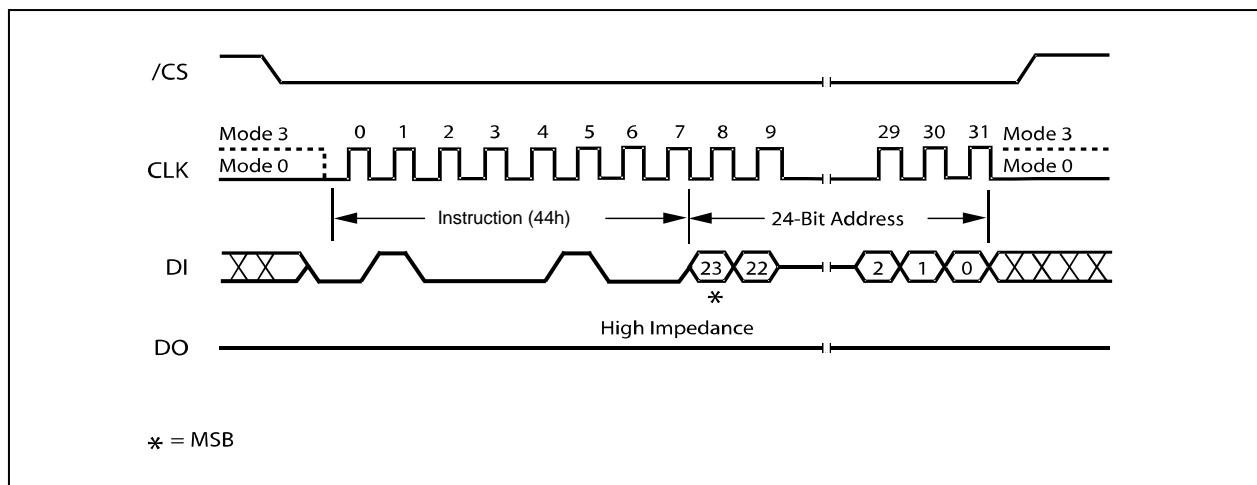 /CS
Mode 3 0 1 2 3 4 5 6 7 8 9 29 30 31 Mode 3
CLK Mode 0 Mode 0
Instruction (44h) 24-Bit Address
DI 23 22 2 1 0
*
High Impedance
DO
* = MSB